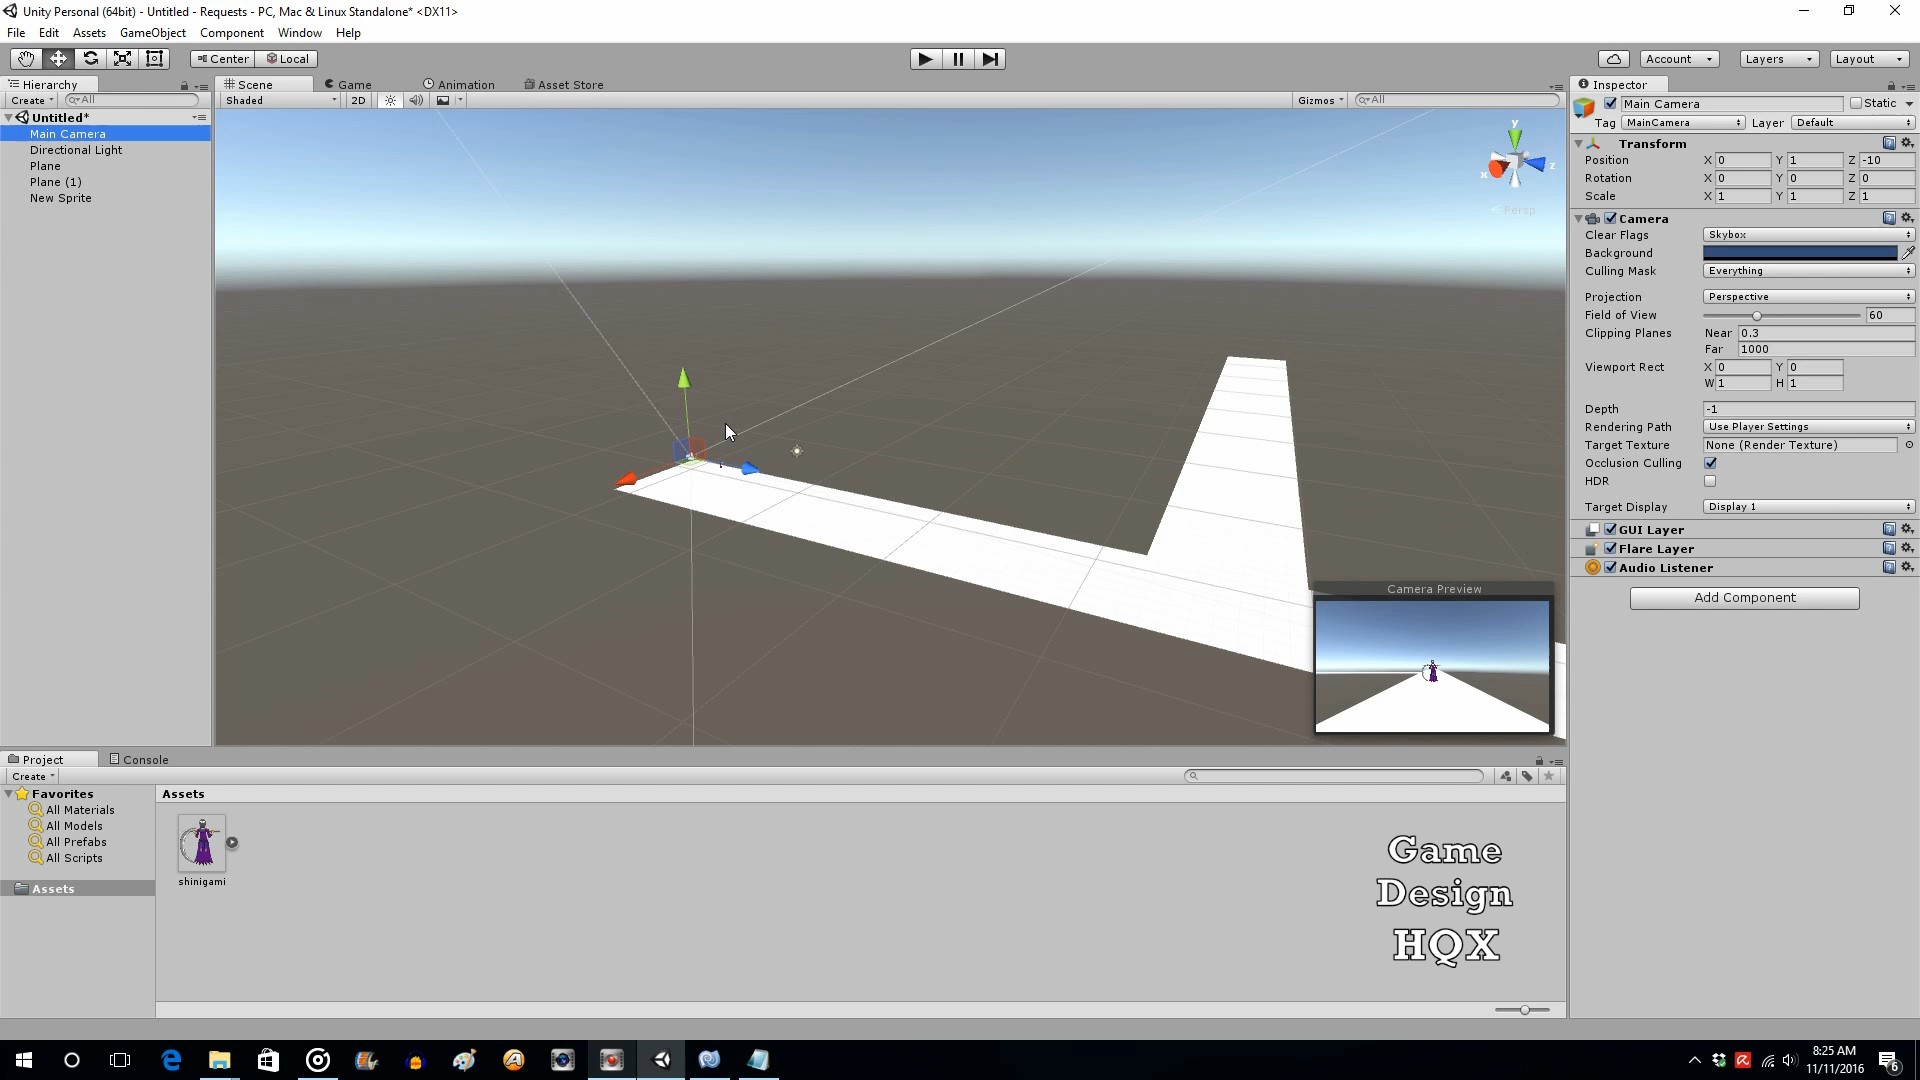 Unity Personal (64bit) - Untitled - Requests - PC, Mac & Linux Standalone* <DX11>
File Edit Assets GameObject Component Window Help
Center Local
Account Layers Layout
Hierarchy
Create All
Untitled*
Main Camera
Directional Light
Plane
Plane (1)
New Sprite
Scene Game Animation Asset Store
Shaded 2D Gizmos All
y
x
z
Persp
Camera Preview
Inspector
Main Camera Static
Tag MainCamera Layer Default
Transform
Position X 0 Y 1 Z -10
Rotation X 0 Y 0 Z 0
Scale X 1 Y 1 Z 1
Camera
Clear Flags Skybox
Background
Culling Mask Everything
Projection Perspective
Field of View 60
Clipping Planes Near 0.3
Far 1000
Viewport Rect X 0 Y 0
W 1 H 1
Depth -1
Rendering Path Use Player Settings
Target Texture None (Render Texture)
Occlusion Culling
HDR
Target Display Display 1
GUI Layer
Flare Layer
Audio Listener
Add Component
Project Console
Create
Favorites
All Materials
All Models
All Prefabs
All Scripts
Assets
Assets
shinigami
Game
Design
HQX
8:25 AM
11/11/2016
6